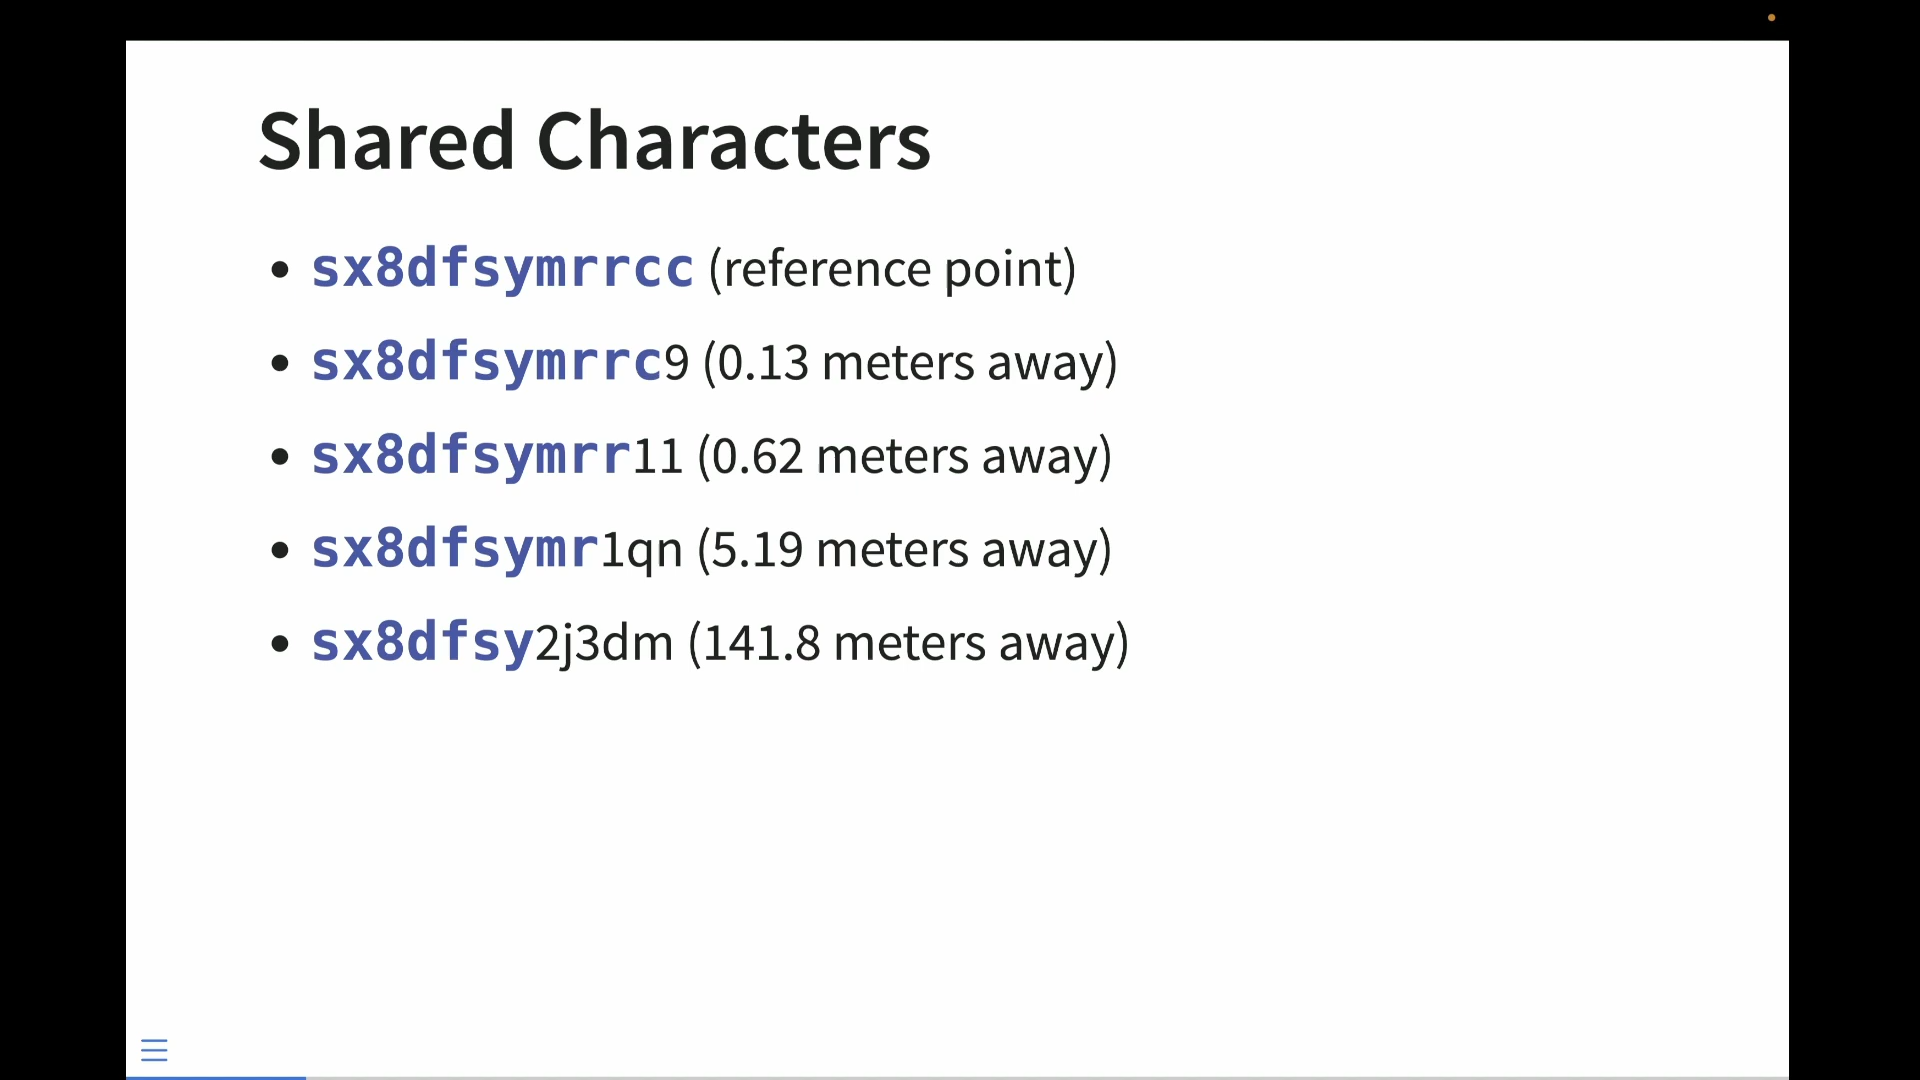 Shared Characters
• sx8dfsymrrcc (reference point)
• sx8dfsymrrc9 (0.13 meters away)
• sx8dfsymrr11 (0.62 meters away)
• sx8dfsymr1qn (5.19 meters away)
• sx8dfsy2j3dm (141.8 meters away)